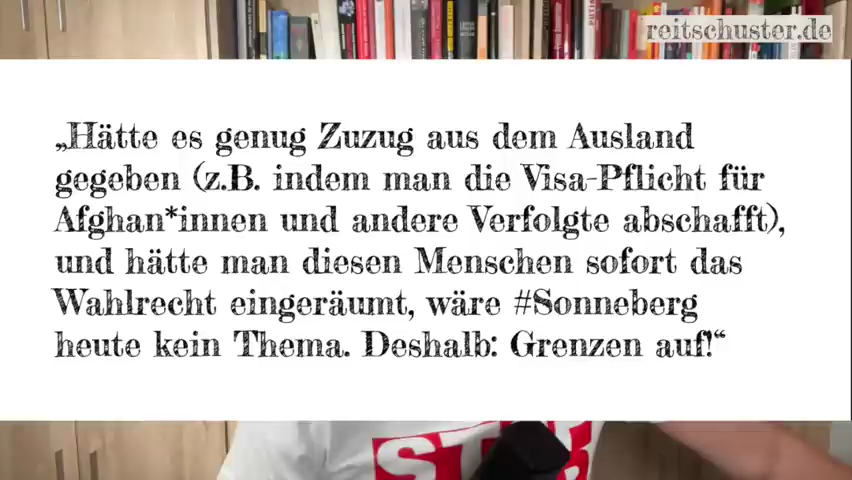 reitschuster.de
„Hätte es genug Zuzug aus dem Ausland
gegeben (z.B. indem man die Visa-Pflicht für
Afghan*innen und andere Verfolgte abschafft),
und hätte man diesen Menschen sofort das
Wahlrecht eingeräumt, wäre #Sonneberg
heute kein Thema. Deshalb: Grenzen auf!“